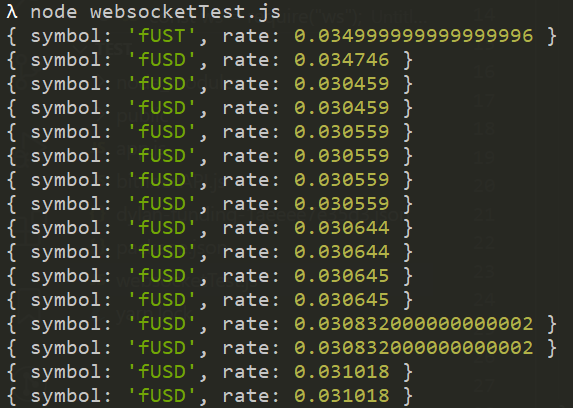 λ node websocketTest.js
{ symbol: 'fUST', rate: 0.034999999999999996 }
{ symbol: 'fUSD', rate: 0.034746 }
{ symbol: 'fUSD', rate: 0.030459 }
{ symbol: 'fUSD', rate: 0.030459 }
{ symbol: 'fUSD', rate: 0.030559 }
{ symbol: 'fUSD', rate: 0.030559 }
{ symbol: 'fUSD', rate: 0.030559 }
{ symbol: 'fUSD', rate: 0.030559 }
{ symbol: 'fUSD', rate: 0.030644 }
{ symbol: 'fUSD', rate: 0.030644 }
{ symbol: 'fUSD', rate: 0.030645 }
{ symbol: 'fUSD', rate: 0.030645 }
{ symbol: 'fUSD', rate: 0.030832000000000002 }
{ symbol: 'fUSD', rate: 0.030832000000000002 }
{ symbol: 'fUSD', rate: 0.031018 }
{ symbol: 'fUSD', rate: 0.031018 }